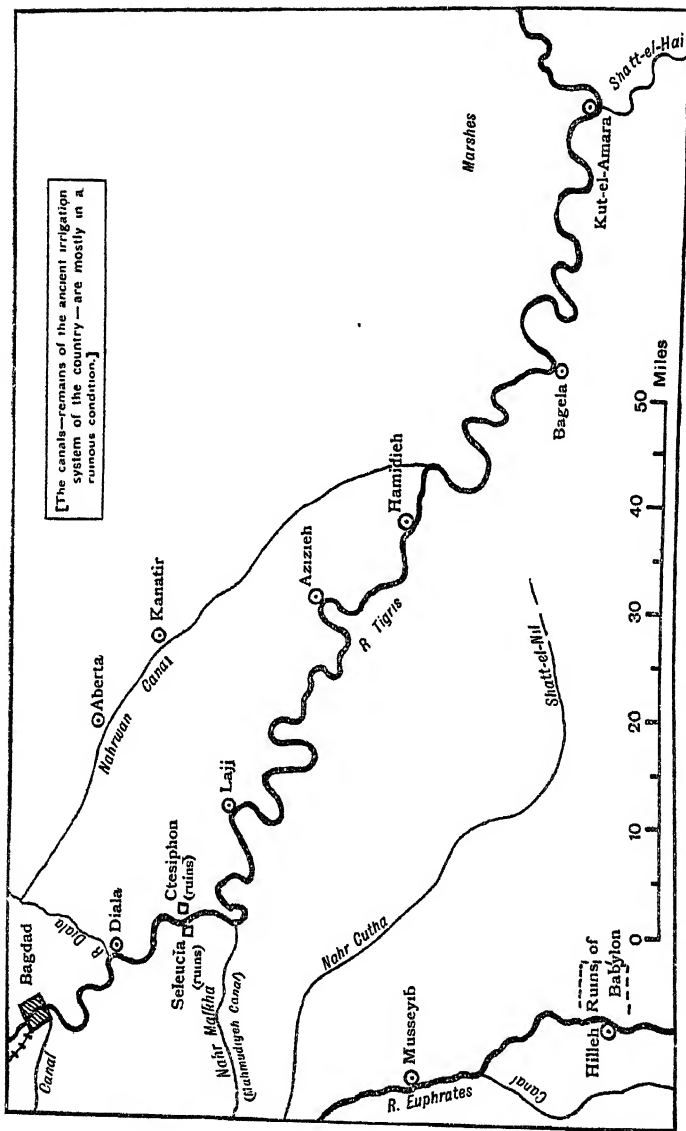 [The canals—remains of the ancient irrigation
system of the country—are mostly in a
ruinous condition.]
Bagdad
Canal
R Diala
Diala
Aberta
Kanatir
Nahrwan
Canal
Ctesiphon
(ruins)
Seleucia
(ruins)
Lajj
Nahr Malkha
(Mahmudiyeh Canal)
Azizieh
Hamidieh
R Tigris
Marshes
Shatt-el-Hai
Kut-el-Amara
Bagela
Nahr Cutha
Shatt-el-Nil
Musseyib
R. Euphrates
Canal
Hilleh
Ruins of
Babylon
0
10
20
30
40
50
Miles